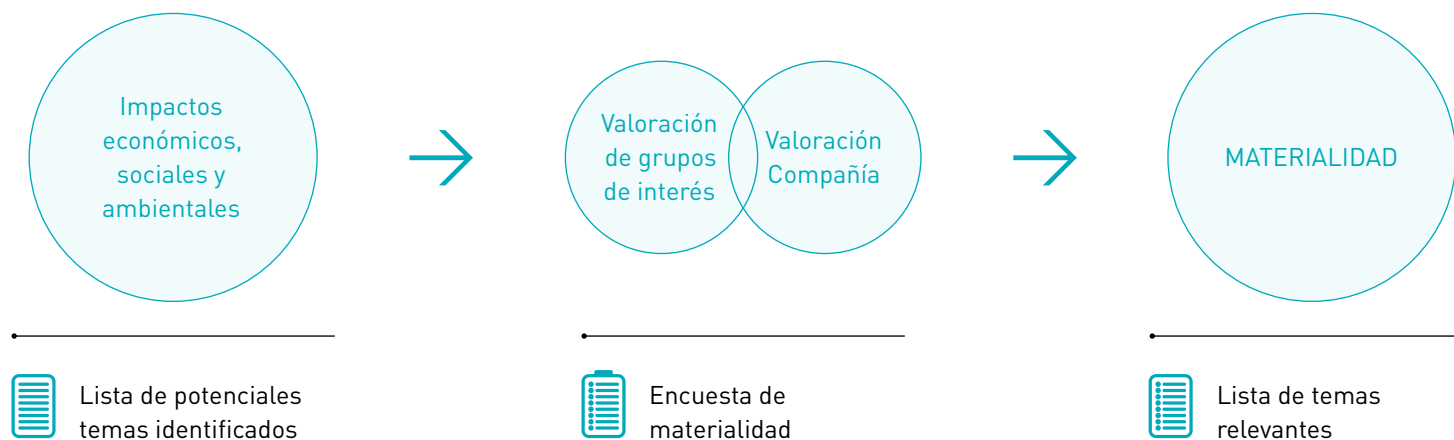 Impactos
económicos,
sociales y
ambientales
Valoración
de grupos
de interés
Valoración
Compañía
MATERIALIDAD
Lista de potenciales
temas identificados
Encuesta de
materialidad
Lista de temas
relevantes